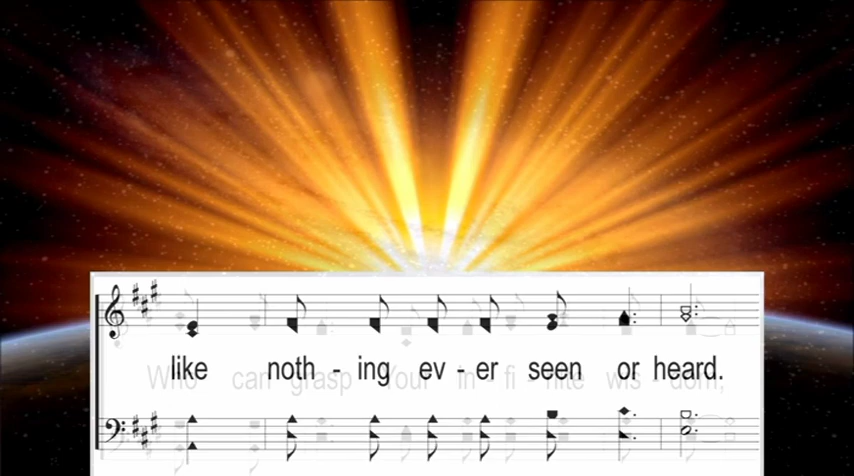 like noth - ing ev - er seen or heard.
Who can grasp Your in - fi - nite wis - dom;